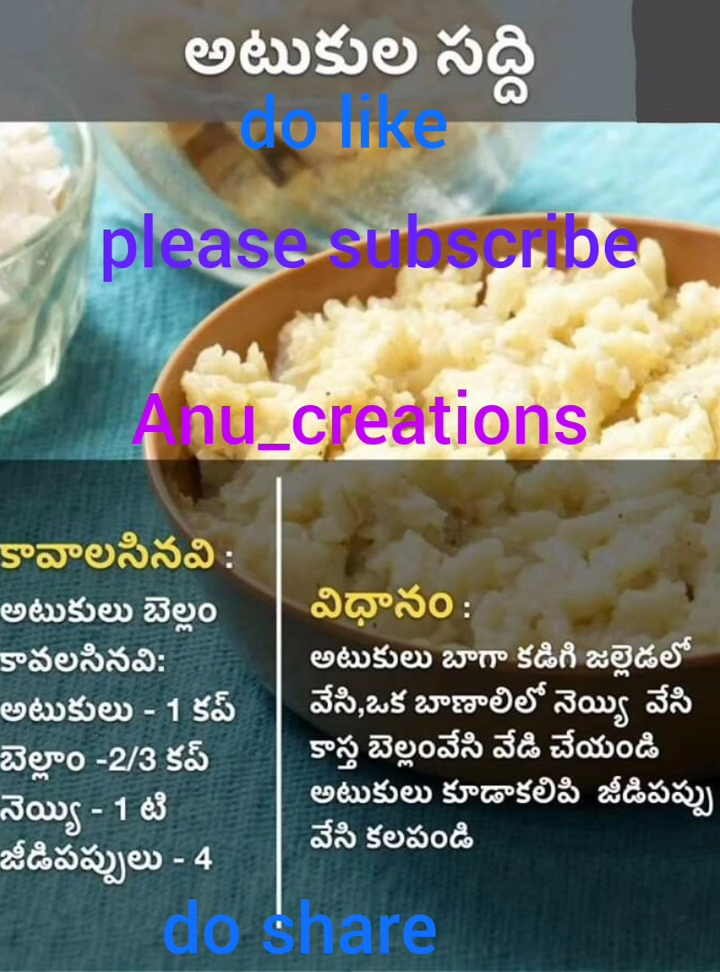 అటుకుల సద్ది
do like
please subscribe
Anu_creations
కావాలసినవి :
అటుకులు బెల్లం
కావలసినవి:
అటుకులు - 1 కప్
బెల్లాం -2/3 కప్
నెయ్యి - 1 టి
జీడిపప్పులు - 4
విధానం :
అటుకులు బాగా కడిగి జల్లెడలో
వేసి,ఒక బాణాలిలో నెయ్యి వేసి
కాస్త బెల్లంవేసి వేడి చేయండి
అటుకులు కూడాకలిపి జీడిపప్పు
వేసి కలపండి
do share